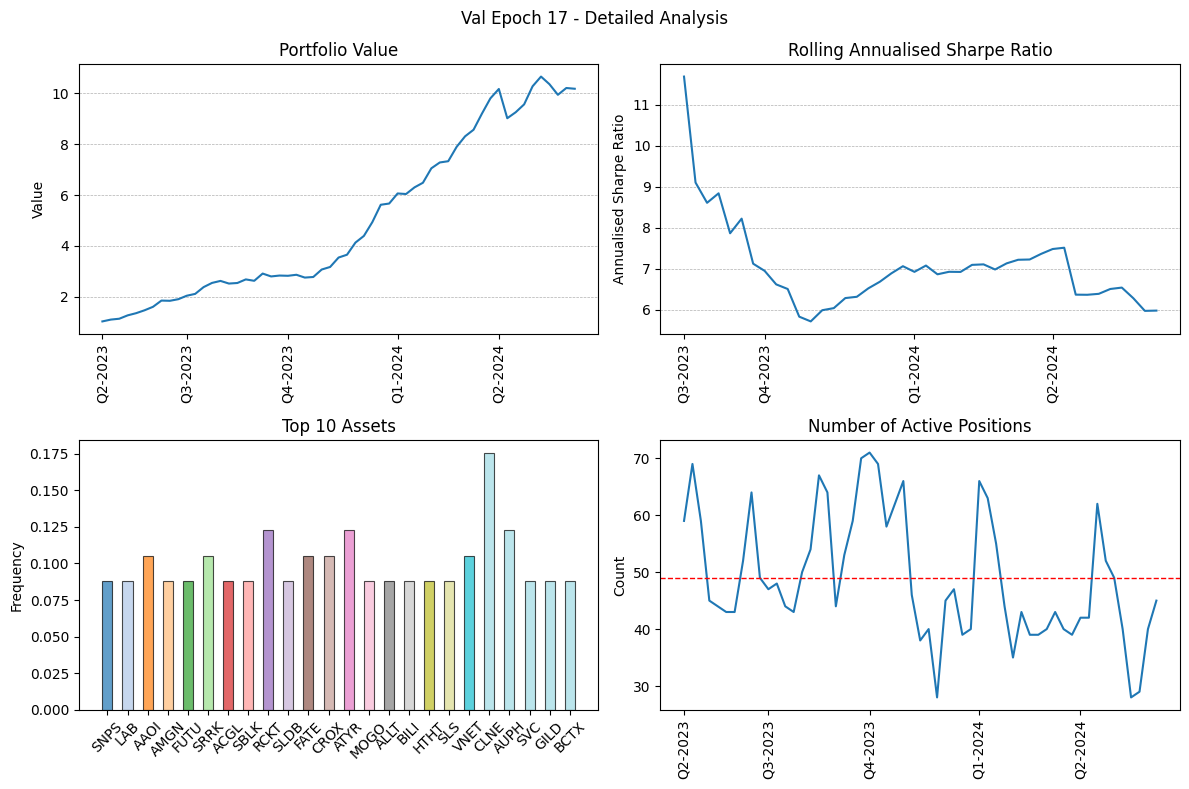 Val Epoch 17 - Detailed Analysis
Portfolio Value
Value
10
8
6
4
2
Q2-2023
Q3-2023
Q4-2023
Q1-2024
Q2-2024
Rolling Annualised Sharpe Ratio
Annualised Sharpe Ratio
11
10
9
8
7
6
Q3-2023
Q4-2023
Q1-2024
Q2-2024
Top 10 Assets
Frequency
0.175
0.150
0.125
0.100
0.075
0.050
0.025
0.000
SNPS
LAB
AAOI
AMGN
FUTU
SRRK
ACGL
SBLK
RCKT
SLDB
FATE
CROX
ATYR
MOGO
ALLT
BILI
HTHT
SLS
VNET
CLNE
AUPH
SVC
GILD
BCTX
Number of Active Positions
Count
70
60
50
40
30
Q2-2023
Q3-2023
Q4-2023
Q1-2024
Q2-2024